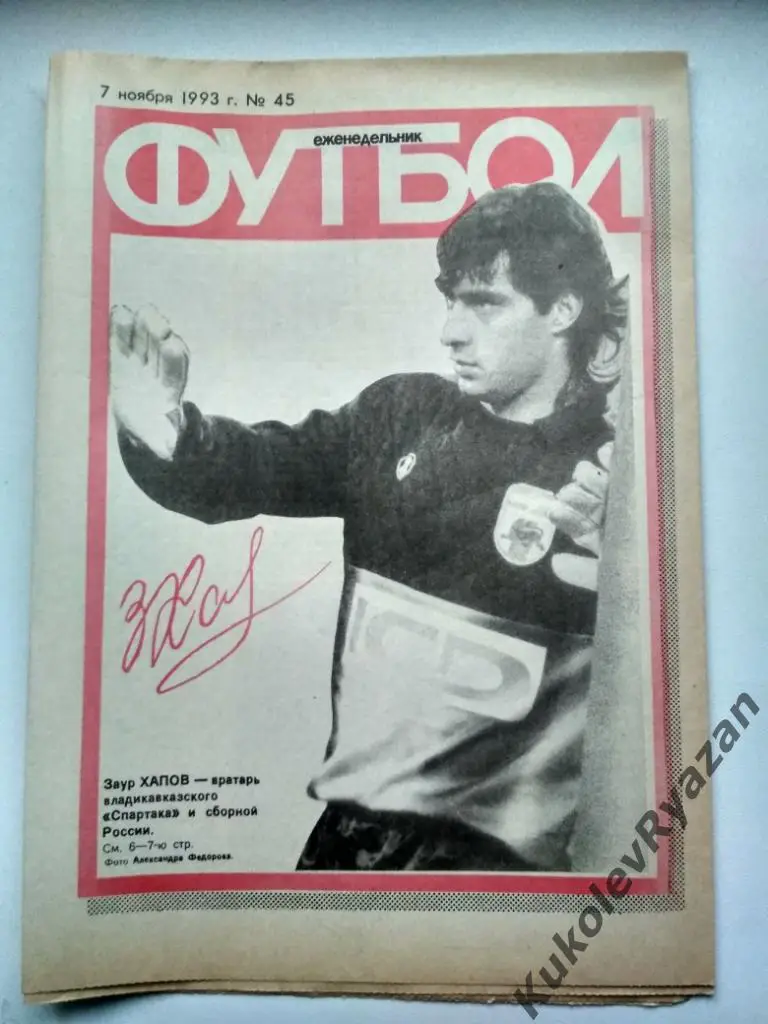 7 ноября 1993 г. № 45
еженедельник
ФУТБОЛ
ЗХап
Заур ХАПОВ — вратарь
владикавказского
«Спартака» и сборной
России.
См. 6—7-ю стр.
Фото Александра Федорова.
KukolevRyazan